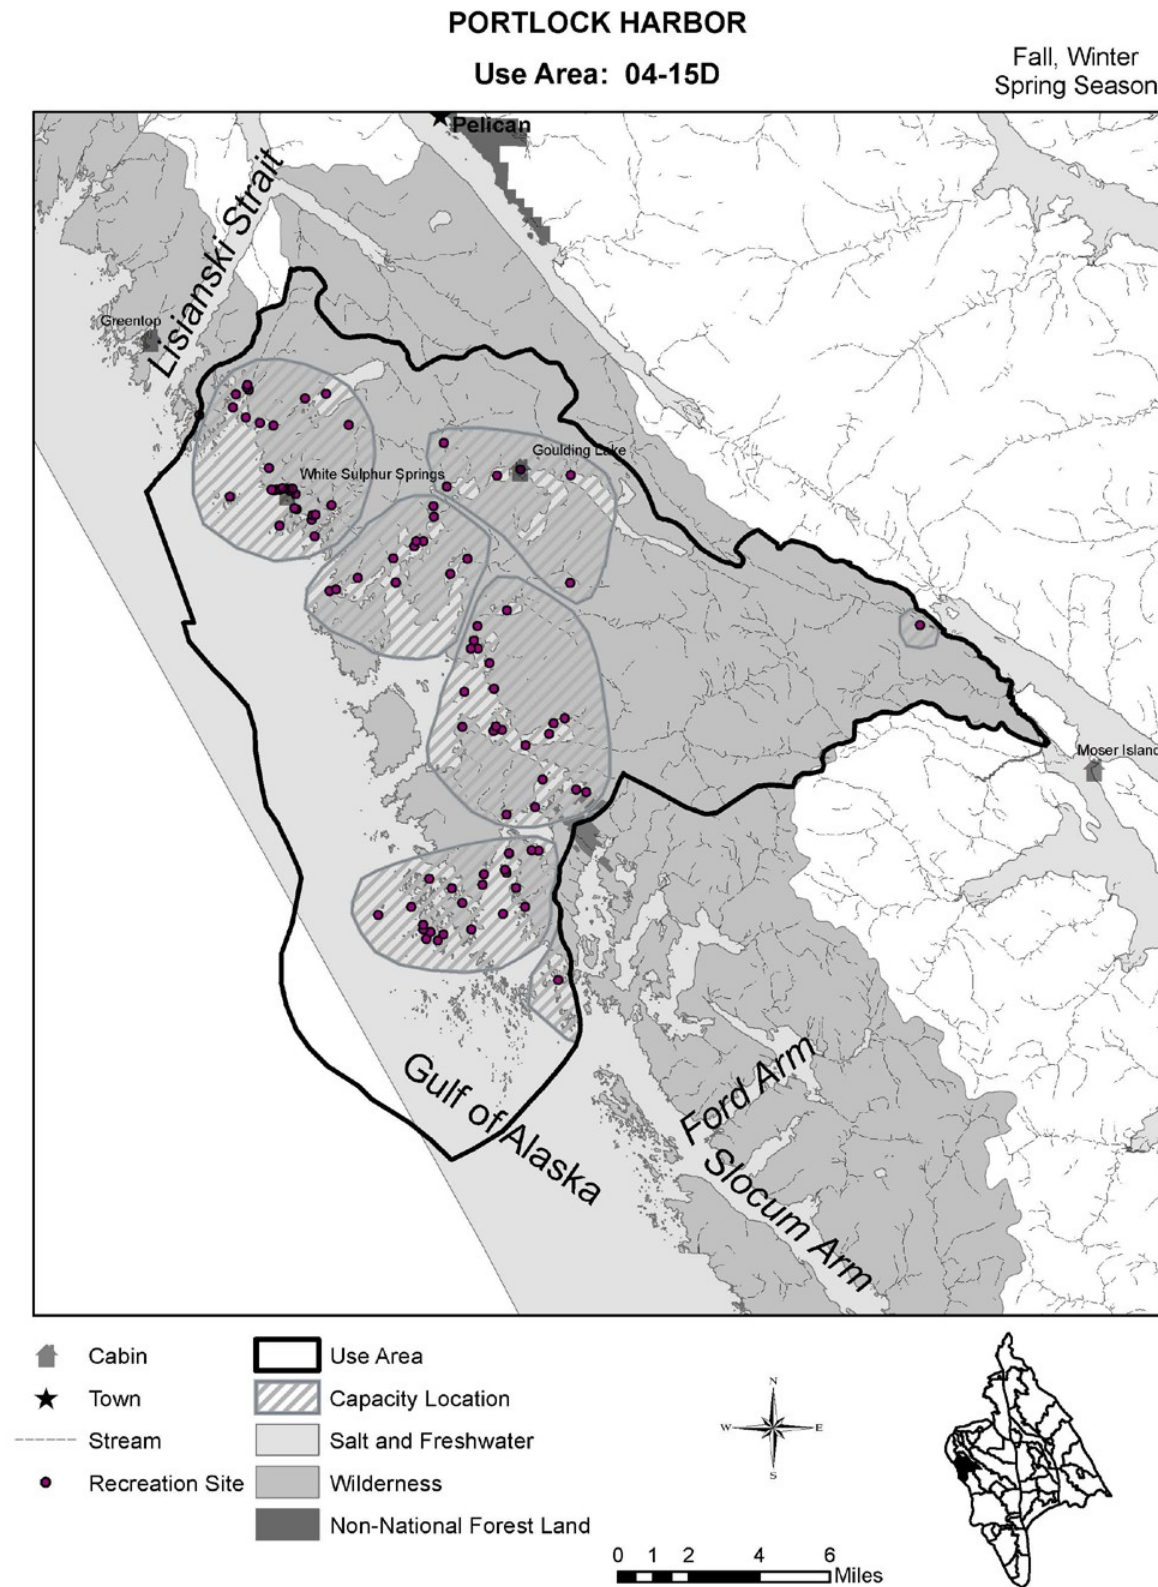 PORTLOCK HARBOR
Use Area: 04-15D
Fall, Winter
Spring Season
Pelican
Lisianski Strait
Greentop
Goulding Lake
White Sulphur Springs
Moser Island
Gulf of Alaska
Ford Arm
Slocum Arm
Cabin
Town
Stream
Recreation Site
Use Area
Capacity Location
Salt and Freshwater
Wilderness
Non-National Forest Land
N
W E
S
0 1 2 4 6
Miles